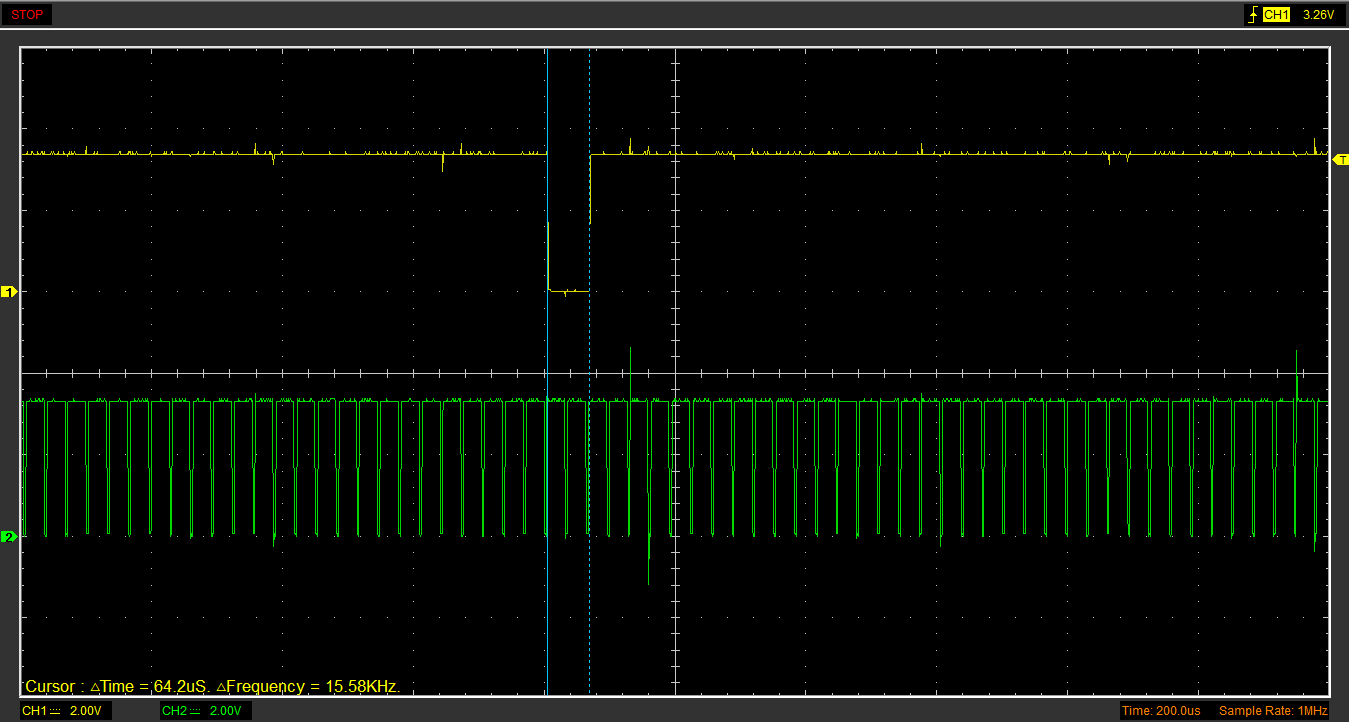 STOP
CH1 3.26V
T
1
2
Cursor : △Time = 64.2uS. △Frequency = 15.58KHz.
CH1 2.00V CH2 2.00V Time: 200.0us Sample Rate: 1MHz